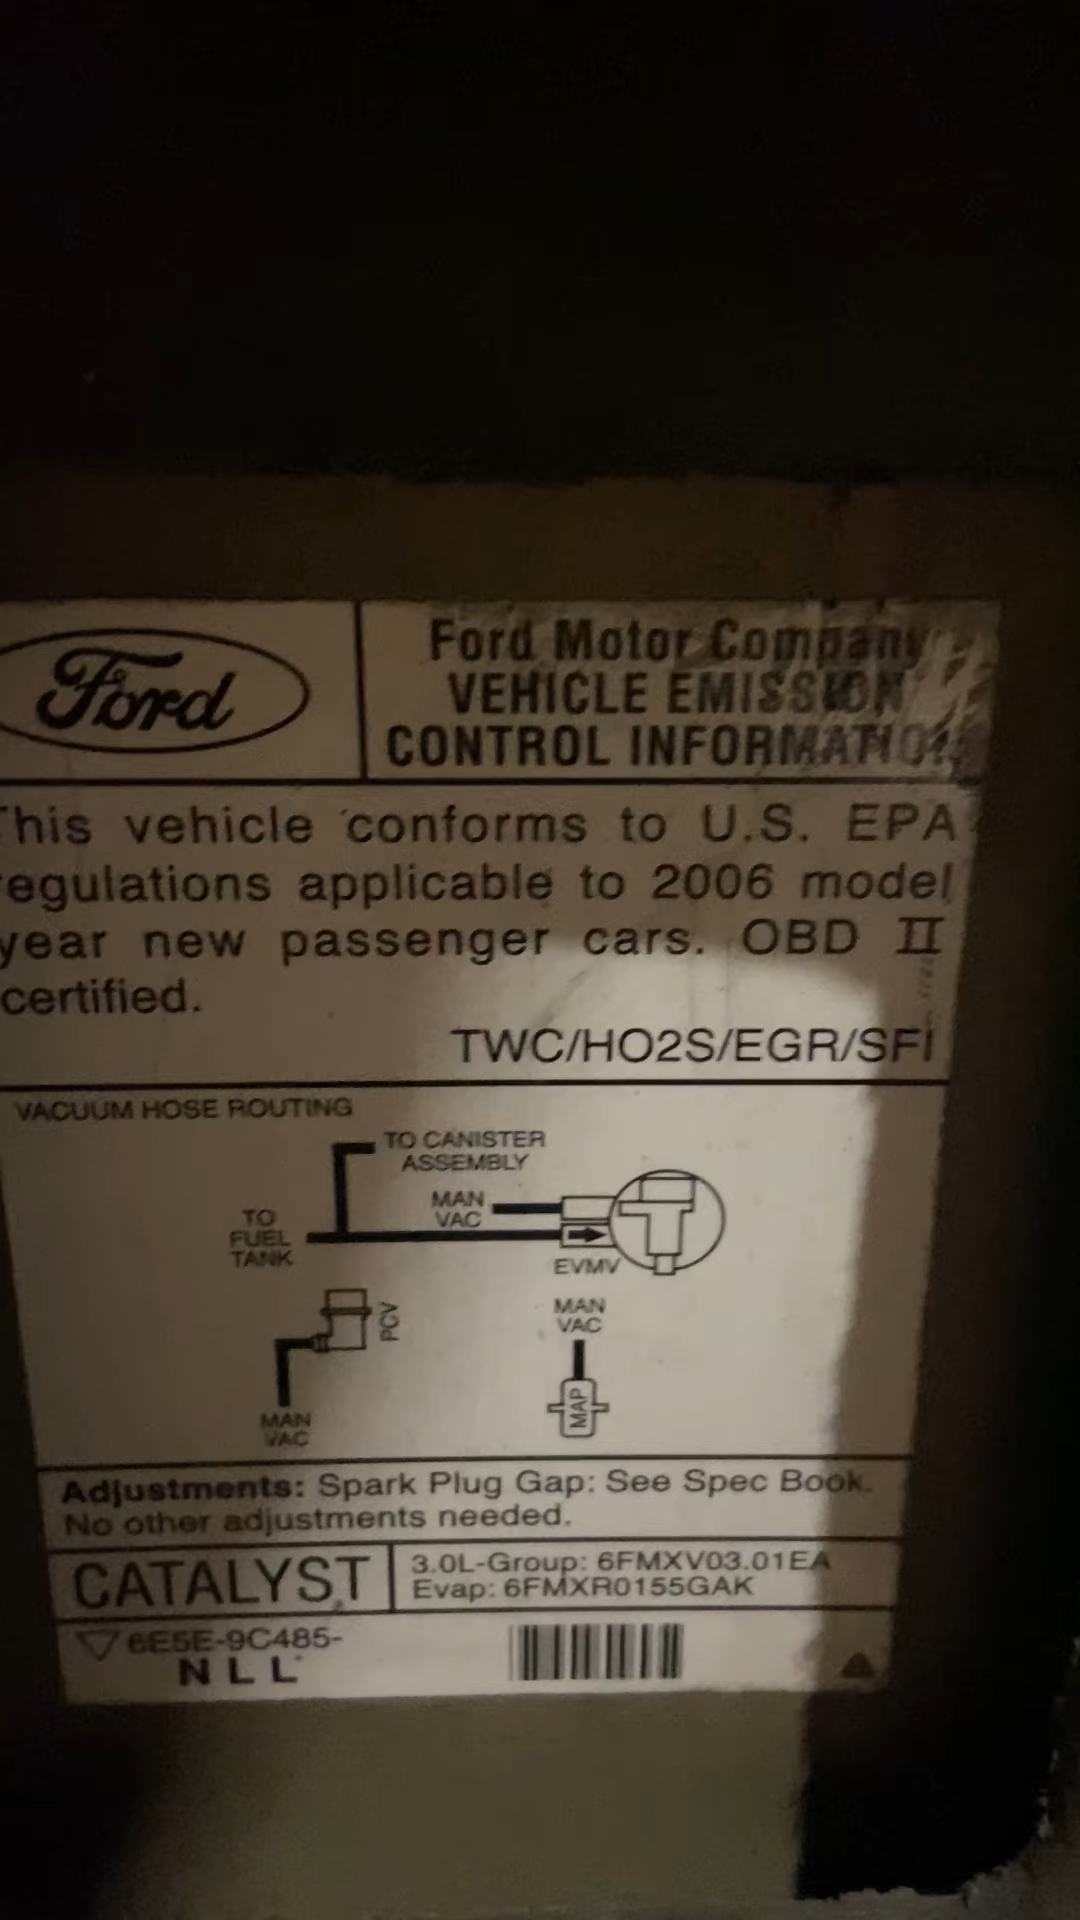 Ford
Ford Motor Company
VEHICLE EMISSION
CONTROL INFORMATION
This vehicle conforms to U.S. EPA
regulations applicable to 2006 model
year new passenger cars. OBD II
certified.
TWC/HO2S/EGR/SFI
VACUUM HOSE ROUTING
TO CANISTER
ASSEMBLY
MAN
VAC
TO
FUEL
TANK
EVMV
PCV
MAN
VAC
MAP
MAN
VAC
Adjustments: Spark Plug Gap: See Spec Book.
No other adjustments needed.
CATALYST
3.0L-Group: 6FMXV03.01EA
Evap: 6FMXR0155GAK
6E5E-9C485-
NLL